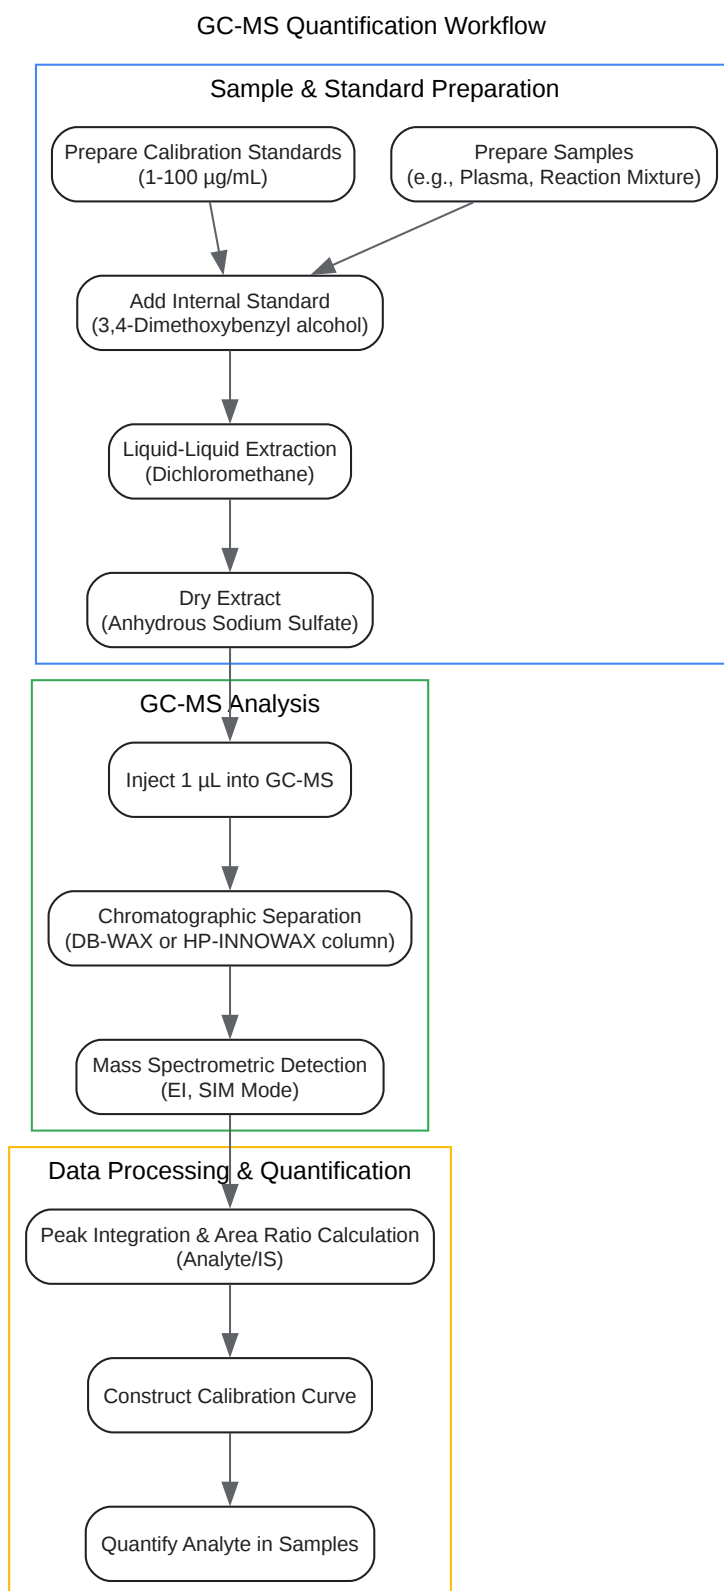 GC-MS Quantification Workflow
Sample & Standard Preparation
Prepare Calibration Standards
(1-100 µg/mL)
Prepare Samples
(e.g., Plasma, Reaction Mixture)
Add Internal Standard
(3,4-Dimethoxybenzyl alcohol)
Liquid-Liquid Extraction
(Dichloromethane)
Dry Extract
(Anhydrous Sodium Sulfate)
GC-MS Analysis
Inject 1 µL into GC-MS
Chromatographic Separation
(DB-WAX or HP-INNOWAX column)
Mass Spectrometric Detection
(EI, SIM Mode)
Data Processing & Quantification
Peak Integration & Area Ratio Calculation
(Analyte/IS)
Construct Calibration Curve
Quantify Analyte in Samples